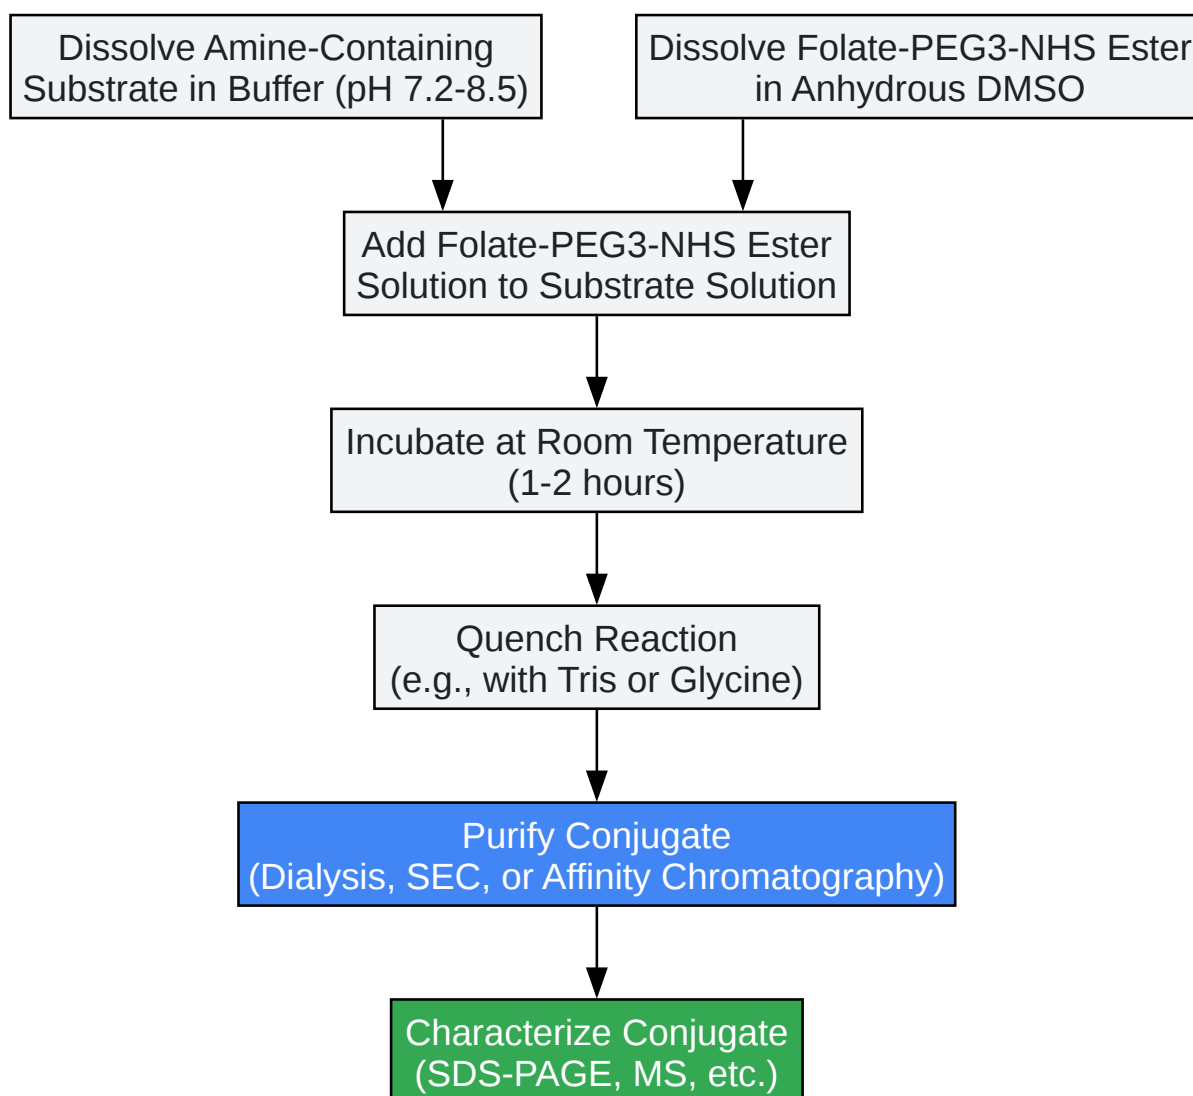 Dissolve Amine-Containing
Substrate in Buffer (pH 7.2-8.5)
Dissolve Folate-PEG3-NHS Ester
in Anhydrous DMSO
Add Folate-PEG3-NHS Ester
Solution to Substrate Solution
Incubate at Room Temperature
(1-2 hours)
Quench Reaction
(e.g., with Tris or Glycine)
Purify Conjugate
(Dialysis, SEC, or Affinity Chromatography)
Characterize Conjugate
(SDS-PAGE, MS, etc.)